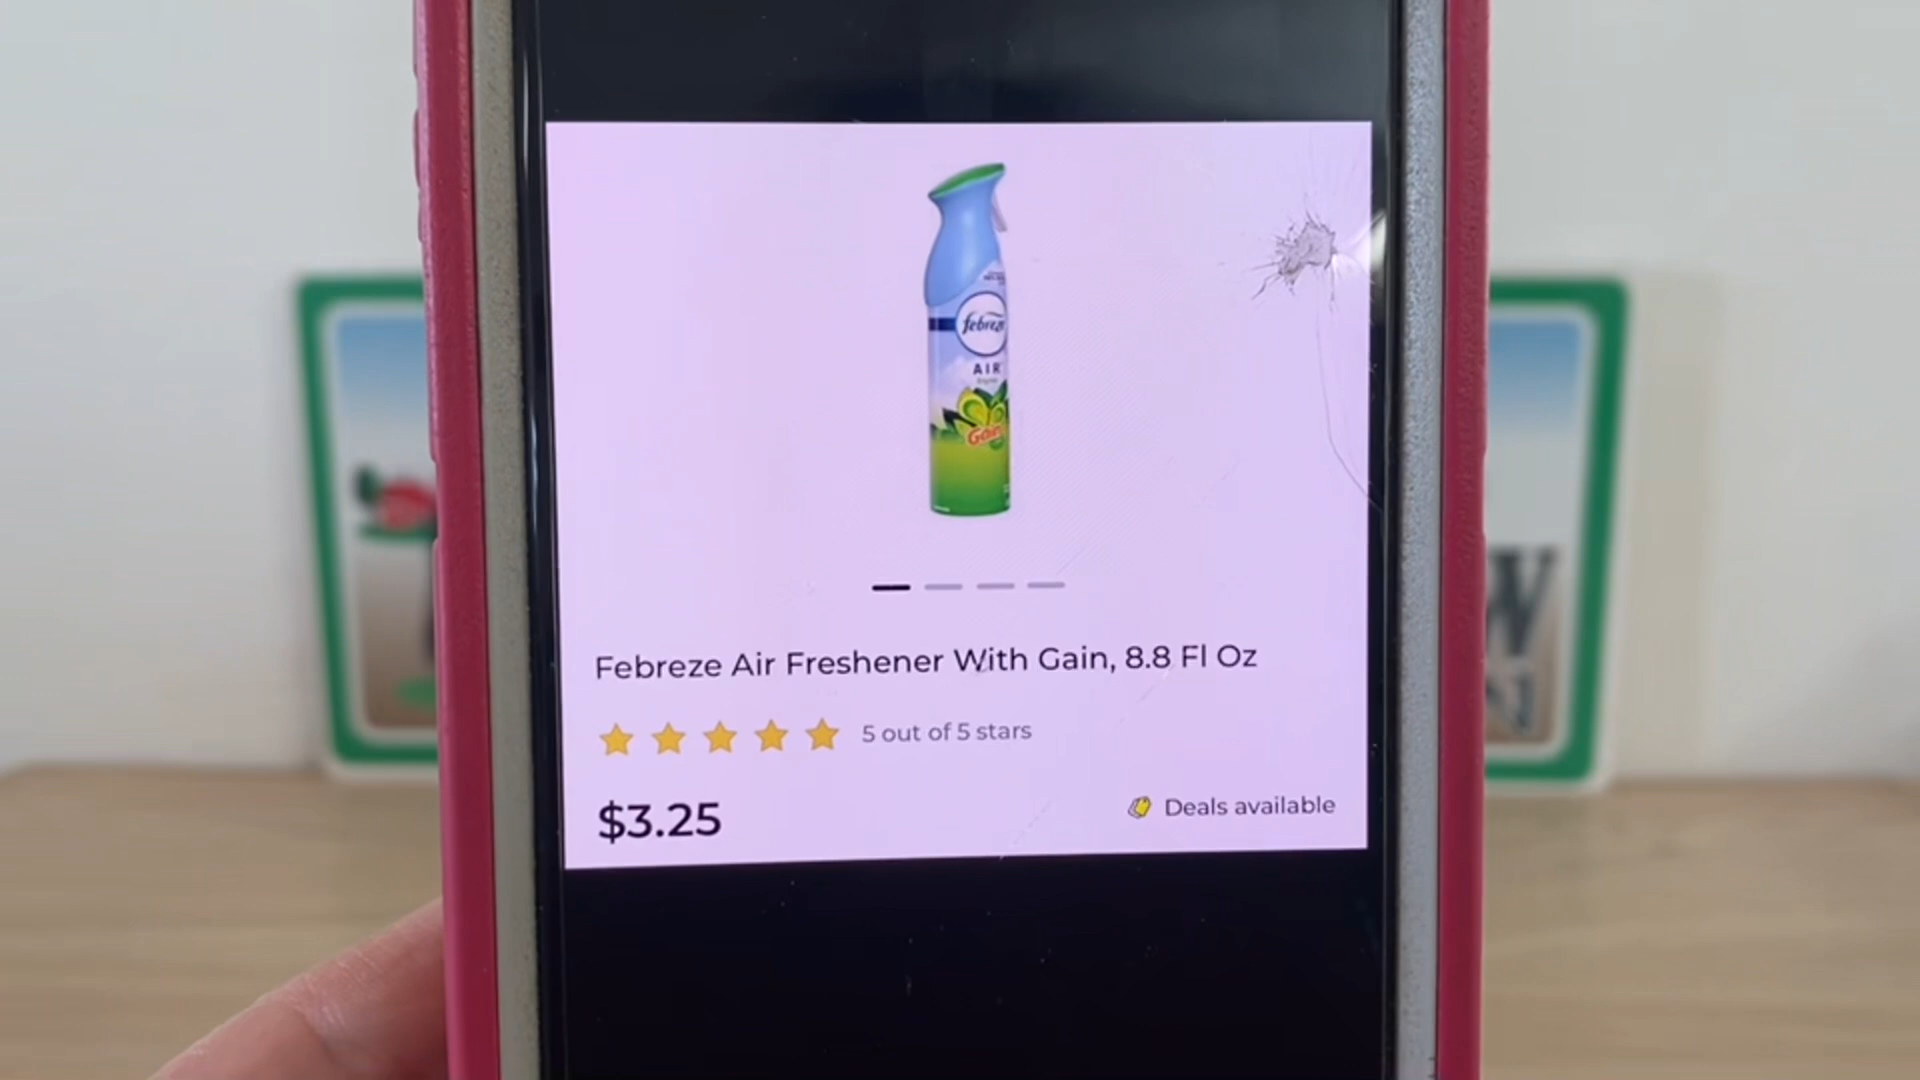 febreze
AIR
Gain
Febreze Air Freshener With Gain, 8.8 Fl Oz
5 out of 5 stars
$3.25
Deals available
W